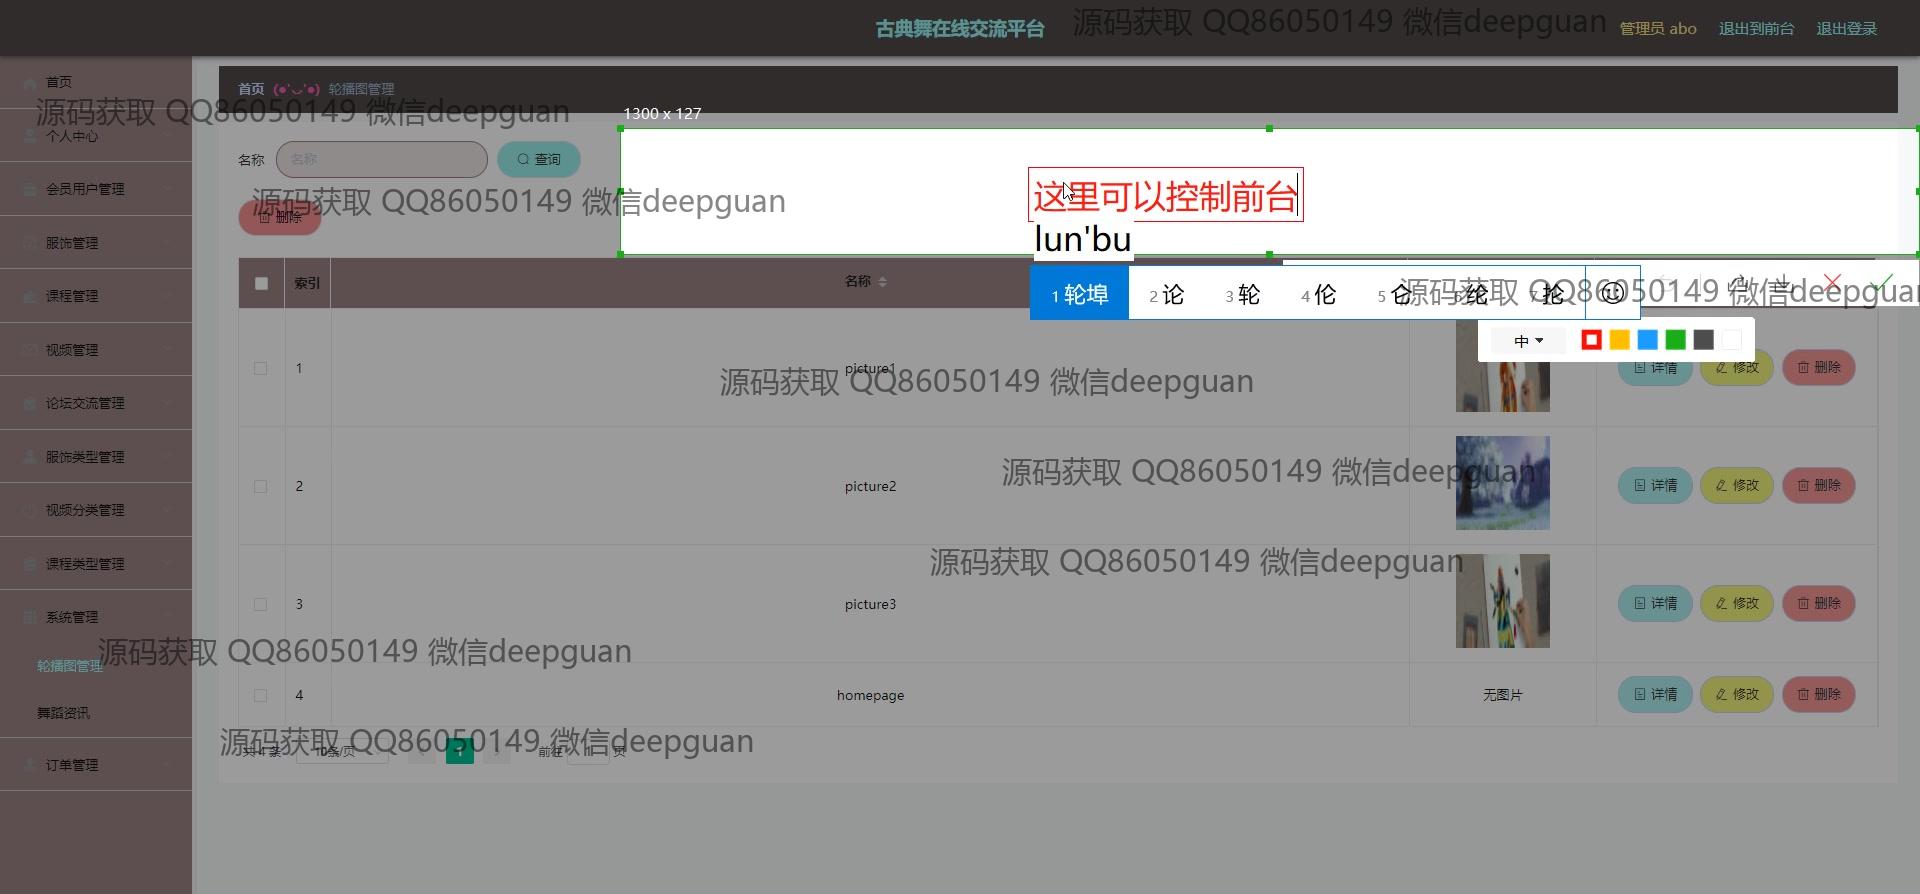 古典舞在线交流平台
源码获取 QQ86050149 微信deepguan
管理员 abo
退出到前台
退出登录
首页
首页 (●'◡'●) 轮播图管理
源码获取 QQ86050149 微信deepguan
1300 x 127
个人中心
名称
名称
查询
会员用户管理
源码获取 QQ86050149 微信deepguan
这里可以控制前台
删除
lun'bu
服饰管理
索引
名称
1 轮埠 2 论 3 轮 4 伦 5 仑 6 纶 7 抡
源码获取 QQ86050149 微信deepguan
课程管理
中
视频管理
1
picture1
详情
修改
删除
源码获取 QQ86050149 微信deepguan
论坛交流管理
服饰类型管理
源码获取 QQ86050149 微信deepguan
2
picture2
详情
修改
删除
视频分类管理
课程类型管理
源码获取 QQ86050149 微信deepguan
3
picture3
详情
修改
删除
系统管理
源码获取 QQ86050149 微信deepguan
轮播图管理
4
homepage
无图片
详情
修改
删除
舞蹈资讯
源码获取 QQ86050149 微信deepguan
共 4 条
10条/页
1
前往
1
页
订单管理